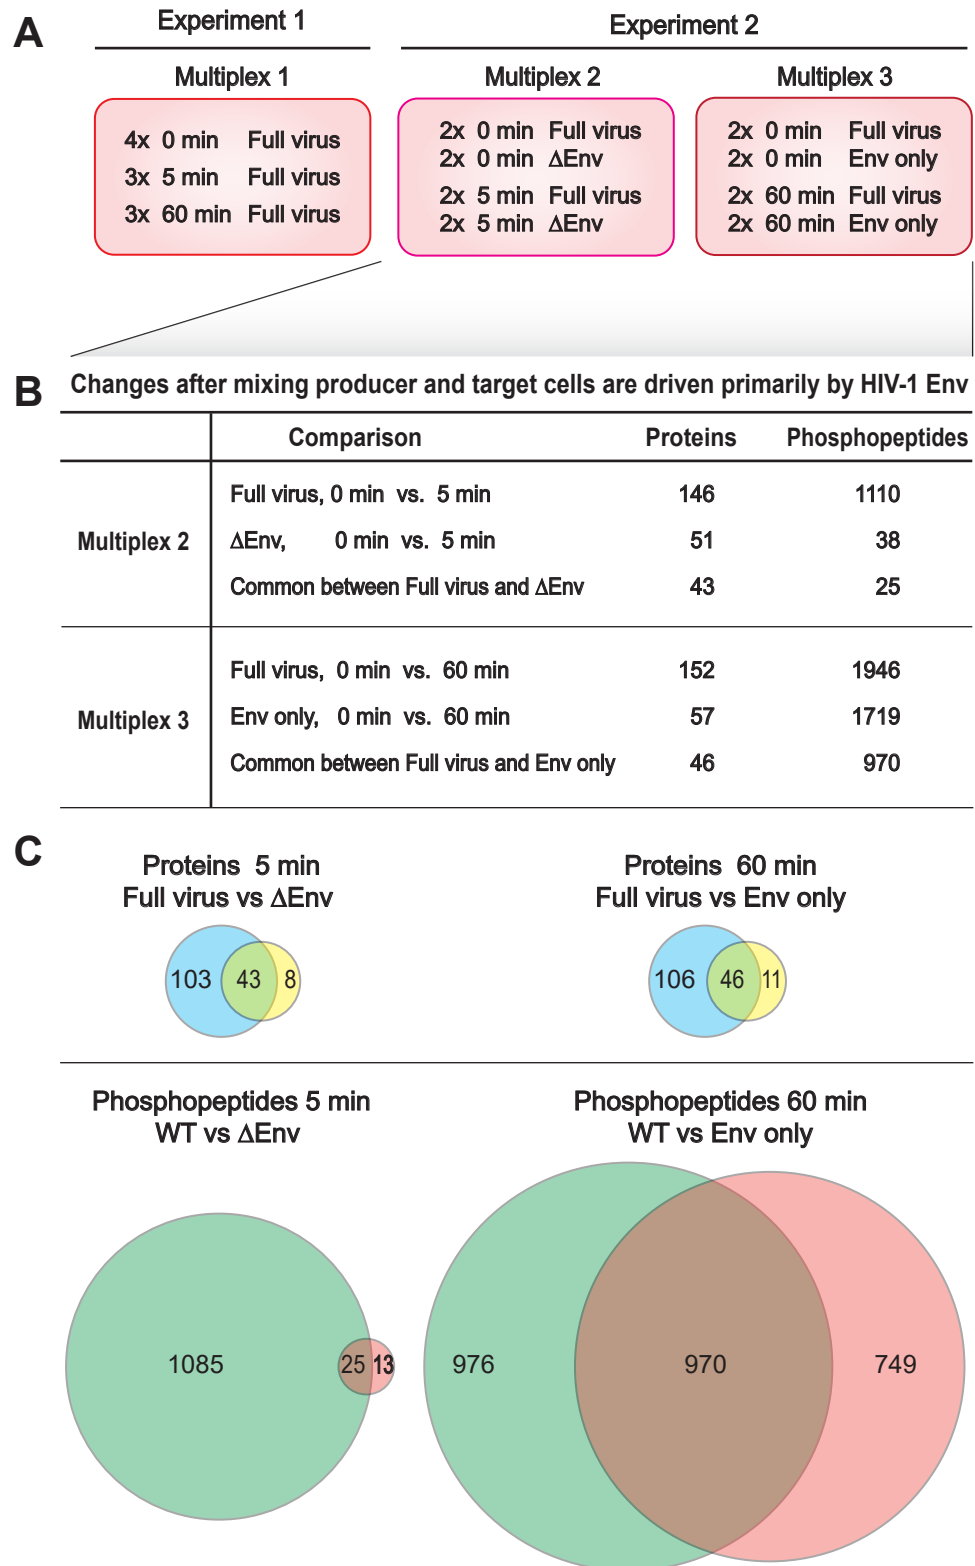 A
Experiment 1
Experiment 2
Multiplex 1
Multiplex 2
Multiplex 3
4x 0 min Full virus
3x 5 min Full virus
3x 60 min Full virus
2x 0 min Full virus
2x 0 min ΔEnv
2x 5 min Full virus
2x 5 min ΔEnv
2x 0 min Full virus
2x 0 min Env only
2x 60 min Full virus
2x 60 min Env only
B
Changes after mixing producer and target cells are driven primarily by HIV-1 Env
Comparison Proteins Phosphopeptides
Multiplex 2
Full virus, 0 min vs. 5 min 146 1110
ΔEnv, 0 min vs. 5 min 51 38
Common between Full virus and ΔEnv 43 25
Multiplex 3
Full virus, 0 min vs. 60 min 152 1946
Env only, 0 min vs. 60 min 57 1719
Common between Full virus and Env only 46 970
C
Proteins 5 min
Full virus vs ΔEnv
103 43 8
Proteins 60 min
Full virus vs Env only
106 46 11
Phosphopeptides 5 min
WT vs ΔEnv
1085 25 13
Phosphopeptides 60 min
WT vs Env only
976 970 749